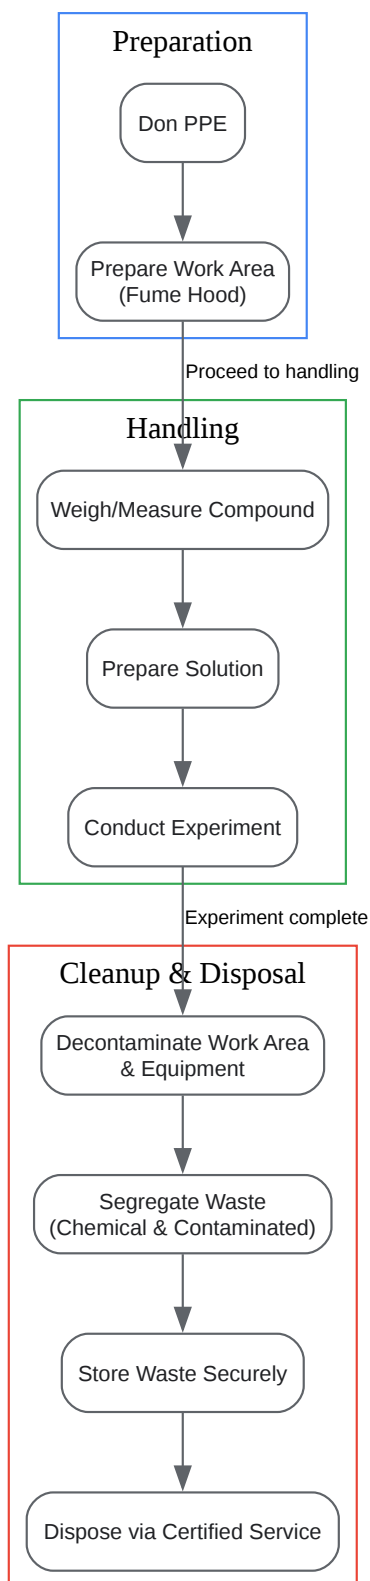 Preparation
Don PPE
Prepare Work Area
(Fume Hood)
Proceed to handling
Handling
Weigh/Measure Compound
Prepare Solution
Conduct Experiment
Experiment complete
Cleanup & Disposal
Decontaminate Work Area
& Equipment
Segregate Waste
(Chemical & Contaminated)
Store Waste Securely
Dispose via Certified Service